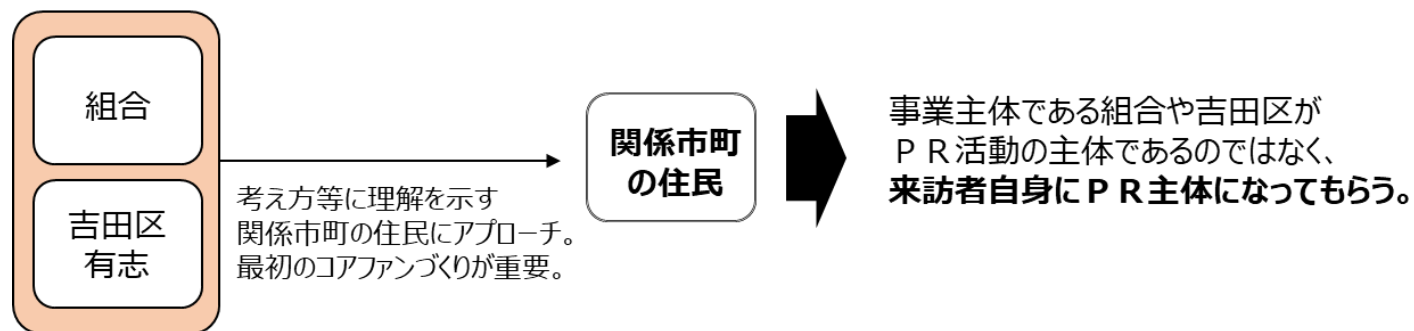 組合
吉田区
有志
考え方等に理解を示す
関係市町の住民にアプローチ。
最初のコアファンづくりが重要。
関係市町
の住民
事業主体である組合や吉田区が
ＰＲ活動の主体であるのではなく、
来訪者自身にＰＲ主体になってもらう。